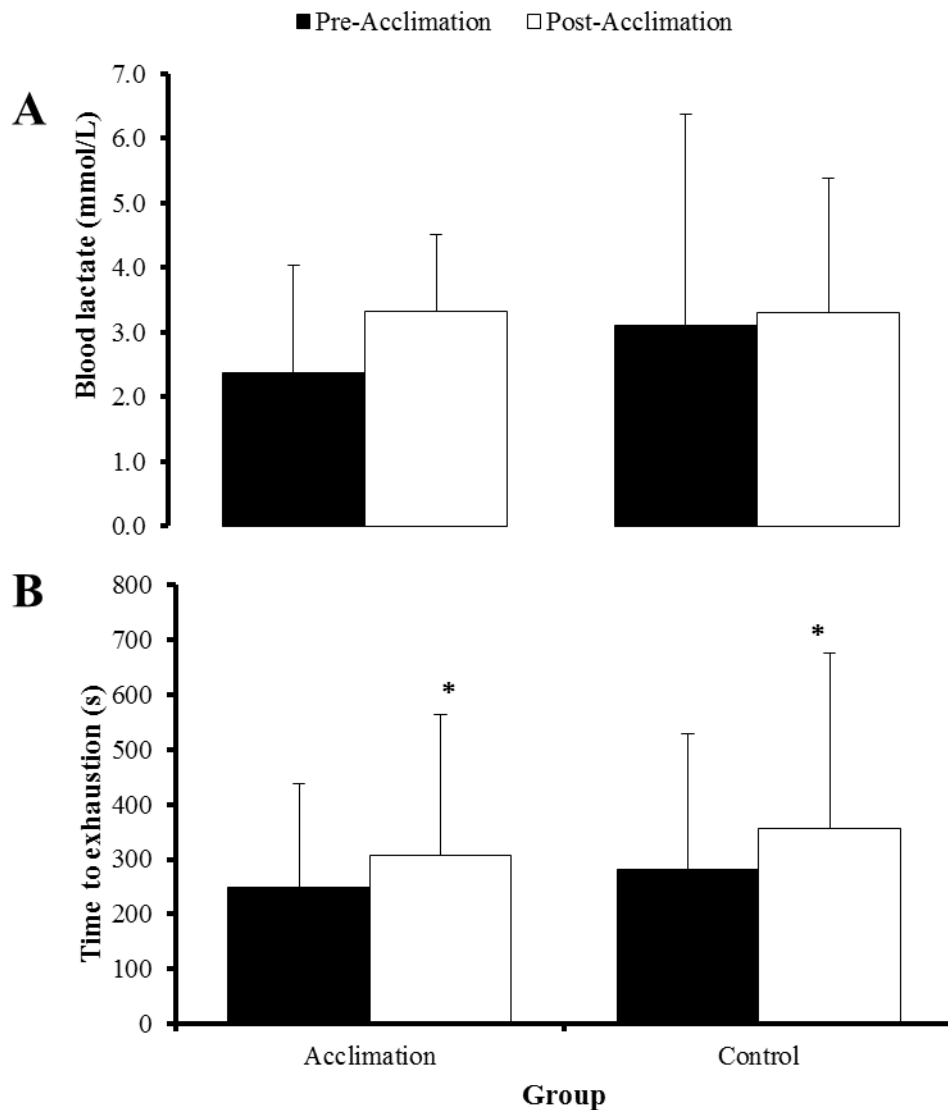 ■Pre-Acclimation □Post-Acclimation
A
Blood lactate (mmol/L)
7.0
6.0
5.0
4.0
3.0
2.0
1.0
0.0
B
Time to exhaustion (s)
800
700
600
500
400
300
200
100
0
*
*
Acclimation Control
Group